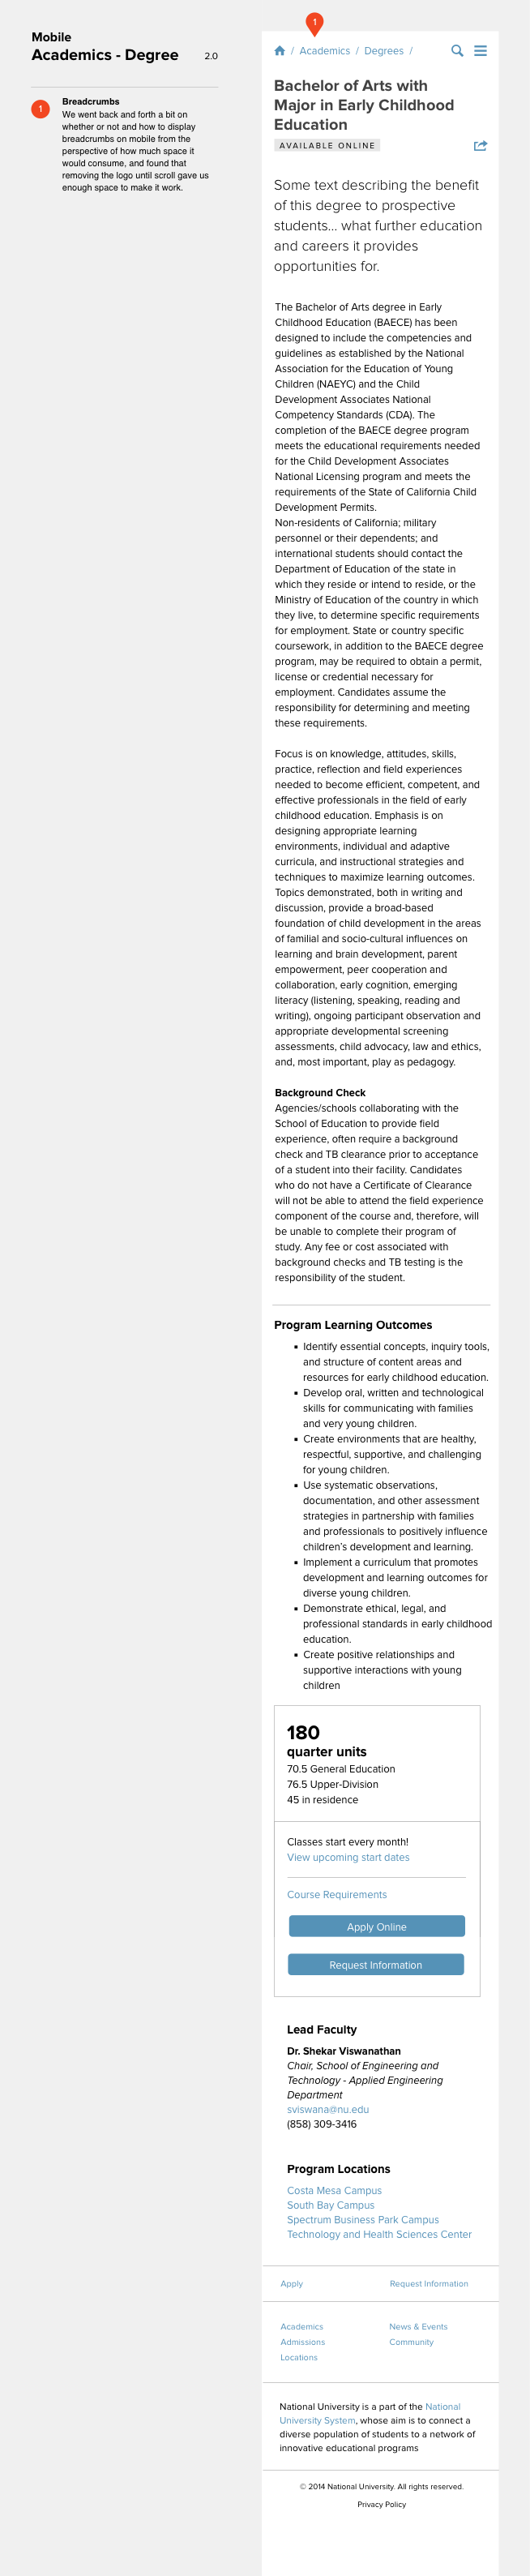 Mobile
Academics - Degree
2.0
1
Breadcrumbs
We went back and forth a bit on
whether or not and how to display
breadcrumbs on mobile from the
perspective of how much space it
would consume, and found that
removing the logo until scroll gave us
enough space to make it work.
1
/ Academics / Degrees /
Bachelor of Arts with
Major in Early Childhood
Education
AVAILABLE ONLINE
Some text describing the benefit
of this degree to prospective
students... what further education
and careers it provides
opportunities for.
The Bachelor of Arts degree in Early
Childhood Education (BAECE) has been
designed to include the competencies and
guidelines as established by the National
Association for the Education of Young
Children (NAEYC) and the Child
Development Associates National
Competency Standards (CDA). The
completion of the BAECE degree program
meets the educational requirements needed
for the Child Development Associates
National Licensing program and meets the
requirements of the State of California Child
Development Permits.
Non-residents of California; military
personnel or their dependents; and
international students should contact the
Department of Education of the state in
which they reside or intend to reside, or the
Ministry of Education of the country in which
they live, to determine specific requirements
for employment. State or country specific
coursework, in addition to the BAECE degree
program, may be required to obtain a permit,
license or credential necessary for
employment. Candidates assume the
responsibility for determining and meeting
these requirements.
Focus is on knowledge, attitudes, skills,
practice, reflection and field experiences
needed to become efficient, competent, and
effective professionals in the field of early
childhood education. Emphasis is on
designing appropriate learning
environments, individual and adaptive
curricula, and instructional strategies and
techniques to maximize learning outcomes.
Topics demonstrated, both in writing and
discussion, provide a broad-based
foundation of child development in the areas
of familial and socio-cultural influences on
learning and brain development, parent
empowerment, peer cooperation and
collaboration, early cognition, emerging
literacy (listening, speaking, reading and
writing), ongoing participant observation and
appropriate developmental screening
assessments, child advocacy, law and ethics,
and, most important, play as pedagogy.
Background Check
Agencies/schools collaborating with the
School of Education to provide field
experience, often require a background
check and TB clearance prior to acceptance
of a student into their facility. Candidates
who do not have a Certificate of Clearance
will not be able to attend the field experience
component of the course and, therefore, will
be unable to complete their program of
study. Any fee or cost associated with
background checks and TB testing is the
responsibility of the student.
Program Learning Outcomes
▪ Identify essential concepts, inquiry tools,
and structure of content areas and
resources for early childhood education.
▪ Develop oral, written and technological
skills for communicating with families
and very young children.
▪ Create environments that are healthy,
respectful, supportive, and challenging
for young children.
▪ Use systematic observations,
documentation, and other assessment
strategies in partnership with families
and professionals to positively influence
children's development and learning.
▪ Implement a curriculum that promotes
development and learning outcomes for
diverse young children.
▪ Demonstrate ethical, legal, and
professional standards in early childhood
education.
▪ Create positive relationships and
supportive interactions with young
children
180
quarter units
70.5 General Education
76.5 Upper-Division
45 in residence
Classes start every month!
View upcoming start dates
Course Requirements
Apply Online
Request Information
Lead Faculty
Dr. Shekar Viswanathan
Chair, School of Engineering and
Technology - Applied Engineering
Department
sviswana@nu.edu
(858) 309-3416
Program Locations
Costa Mesa Campus
South Bay Campus
Spectrum Business Park Campus
Technology and Health Sciences Center
Apply Request Information
Academics News & Events
Admissions Community
Locations
National University is a part of the National
University System, whose aim is to connect a
diverse population of students to a network of
innovative educational programs
© 2014 National University. All rights reserved.
Privacy Policy